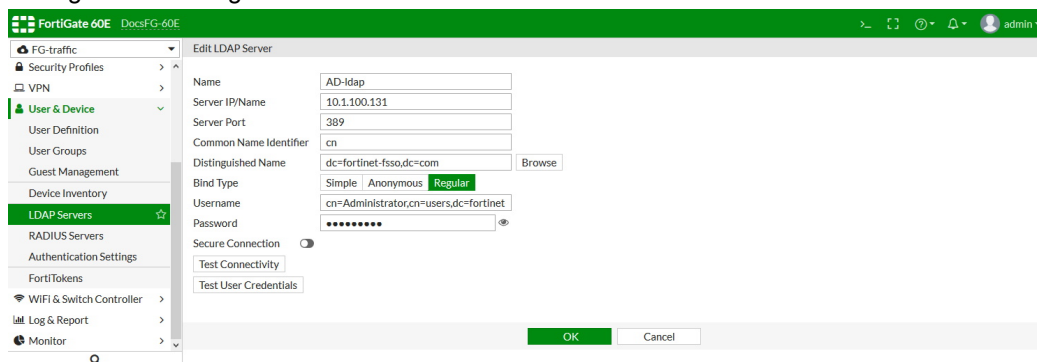 FortiGate 60E DocsFG-60E
>_ admin
FG-traffic
Edit LDAP Server
Security Profiles
VPN
User & Device
User Definition
User Groups
Guest Management
Device Inventory
LDAP Servers
RADIUS Servers
Authentication Settings
FortiTokens
WiFi & Switch Controller
Log & Report
Monitor
Name AD-ldap
Server IP/Name 10.1.100.131
Server Port 389
Common Name Identifier cn
Distinguished Name dc=fortinet-fsso,dc=com Browse
Bind Type Simple Anonymous Regular
Username cn=Administrator,cn=users,dc=fortinet
Password •••••••••
Secure Connection
Test Connectivity
Test User Credentials
OK Cancel